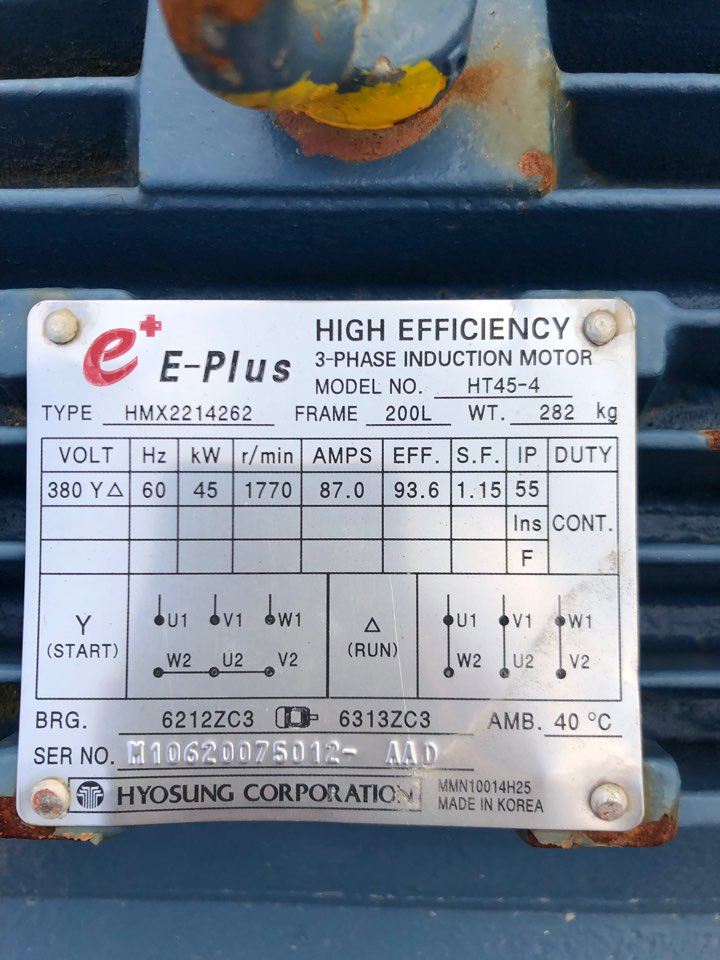 e+ E-Plus
HIGH EFFICIENCY
3-PHASE INDUCTION MOTOR
MODEL NO. HT45-4
TYPE HMX2214262 FRAME 200L WT. 282 kg
VOLT Hz kW r/min AMPS EFF. S.F. IP DUTY
380 Y△ 60 45 1770 87.0 93.6 1.15 55 CONT.
Ins
F
Y (START)
U1 V1 W1
W2 U2 V2
△ (RUN)
U1 V1 W1
W2 U2 V2
BRG. 6212ZC3 6313ZC3 AMB. 40 °C
SER NO. M10620075012- AAD
HYOSUNG CORPORATION
MMN10014H25
MADE IN KOREA